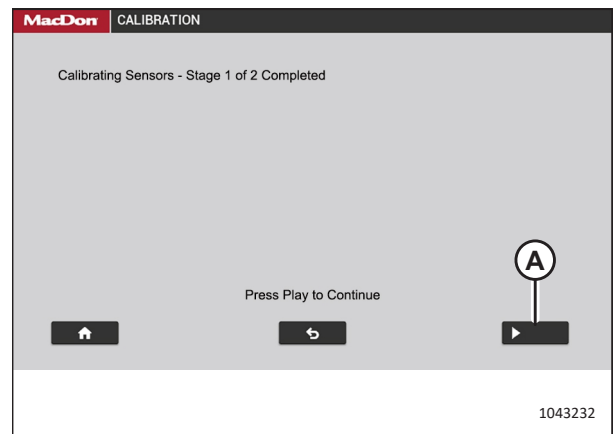 MacDon CALIBRATION
Calibrating Sensors - Stage 1 of 2 Completed
A
Press Play to Continue
1043232